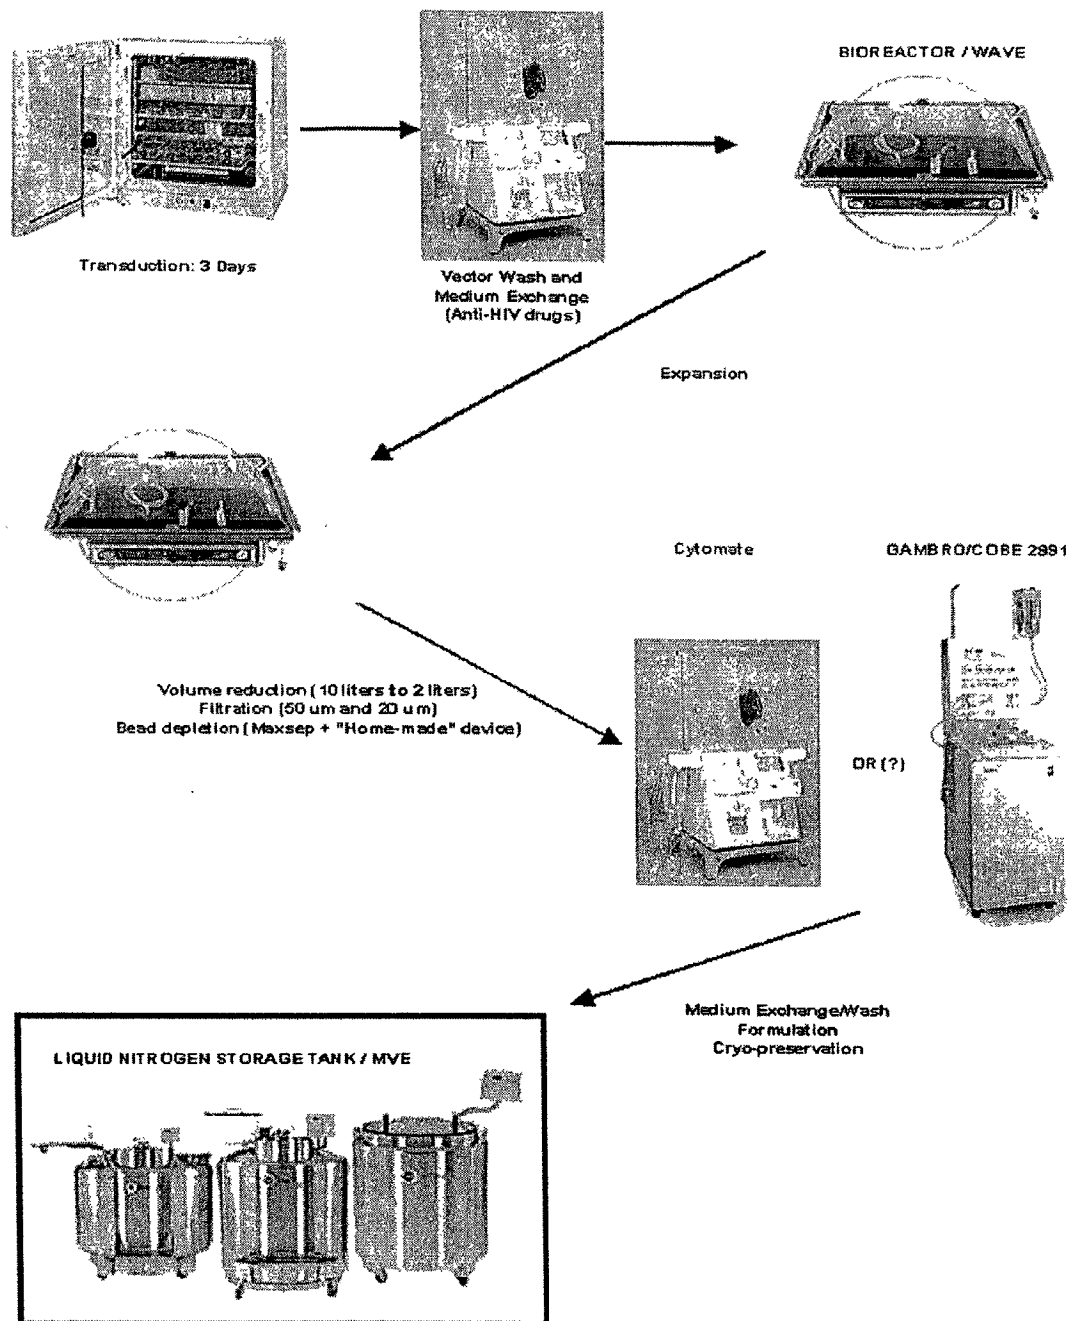 BIOREACTOR / WAVE
Transduction: 3 Days
Vector Wash and
Medium Exchange
(Anti-HIV drugs)
Expansion
Cytomate
GAMBRO/COBE 2991
Volume reduction (10 liters to 2 liters)
Filtration (50 um and 20 um)
Bead depletion (Maxsep + "Home-made" device)
OR (?)
Medium Exchange/Wash
Formulation
Cryo-preservation
LIQUID NITROGEN STORAGE TANK / MVE